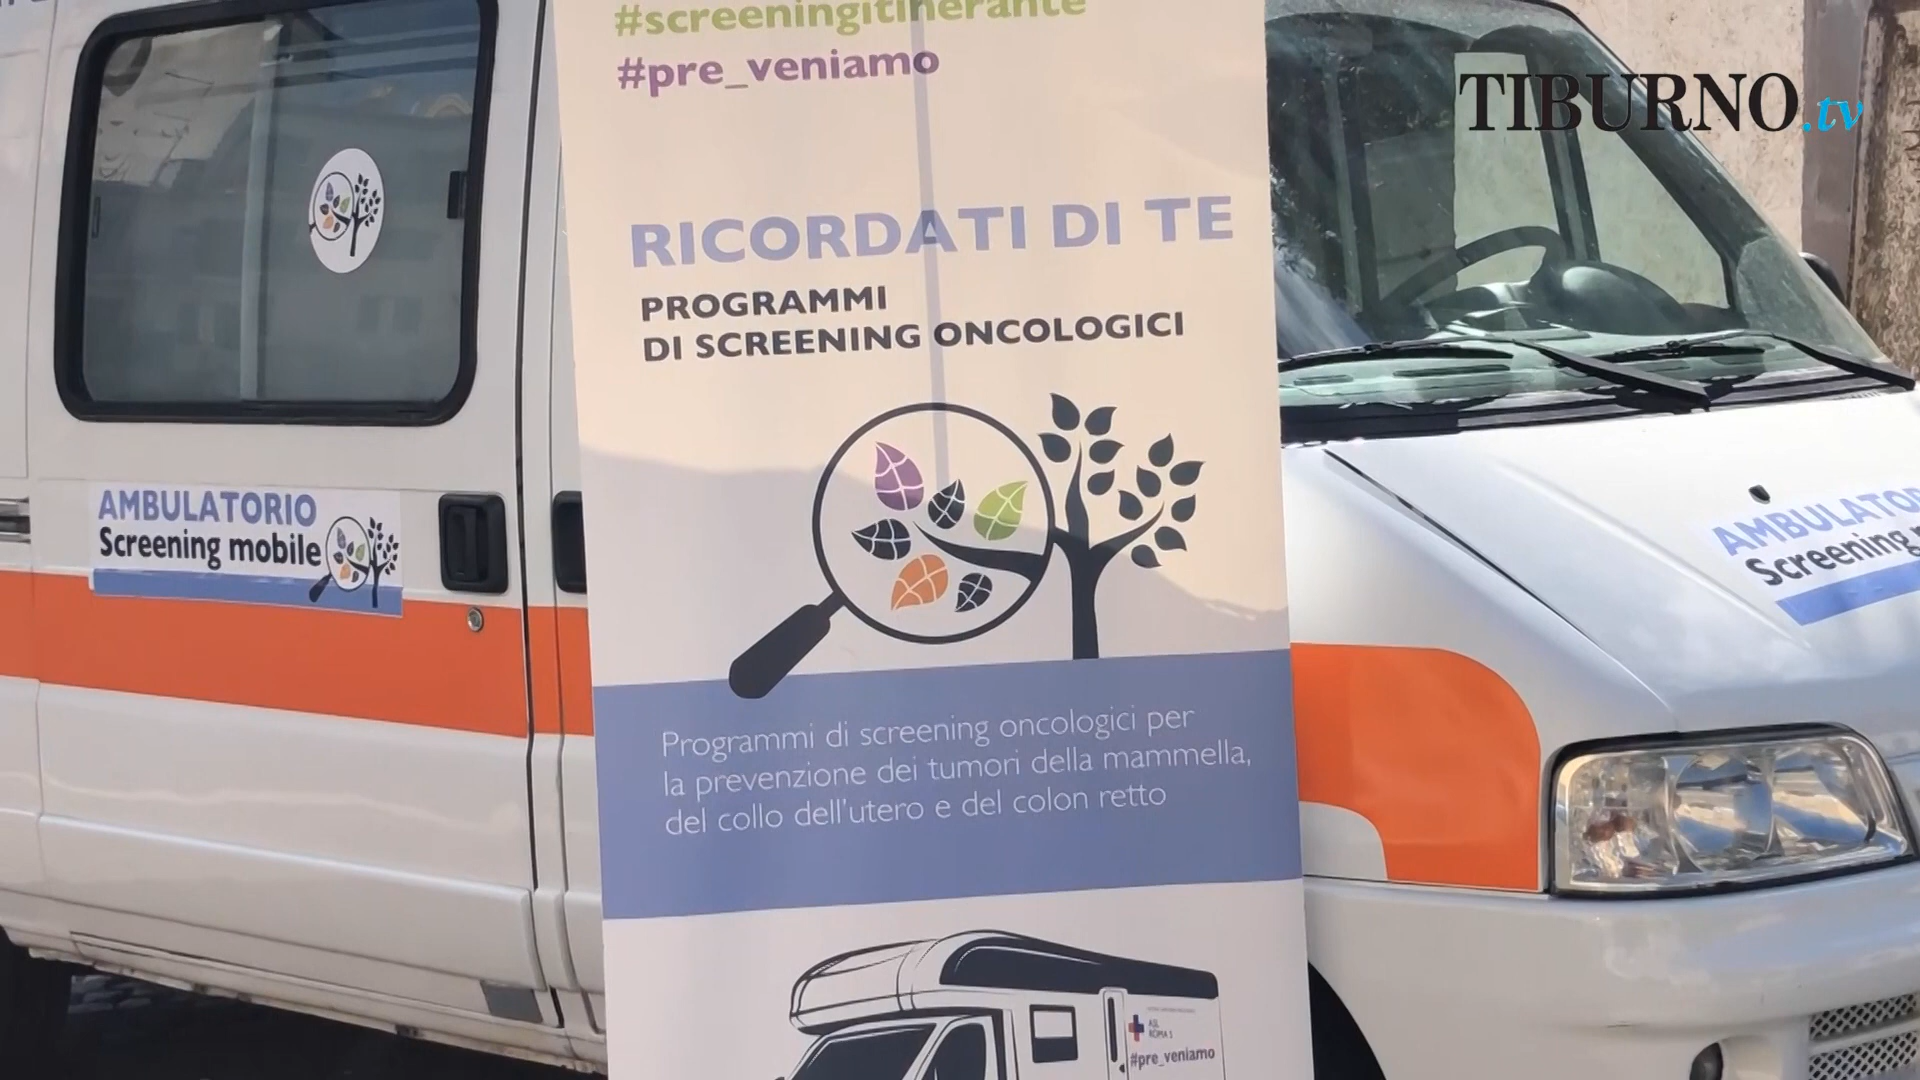 #screeningitinerante
#pre_veniamo
TIBURNO.tv
RICORDATI DI TE
PROGRAMMI
DI SCREENING ONCOLOGICI
AMBULATORIO
Screening mobile
AMBULATOR
Screening
Programmi di screening oncologici per
la prevenzione dei tumori della mammella,
del collo dell'utero e del colon retto
ASL
ROMA 5
#pre_veniamo